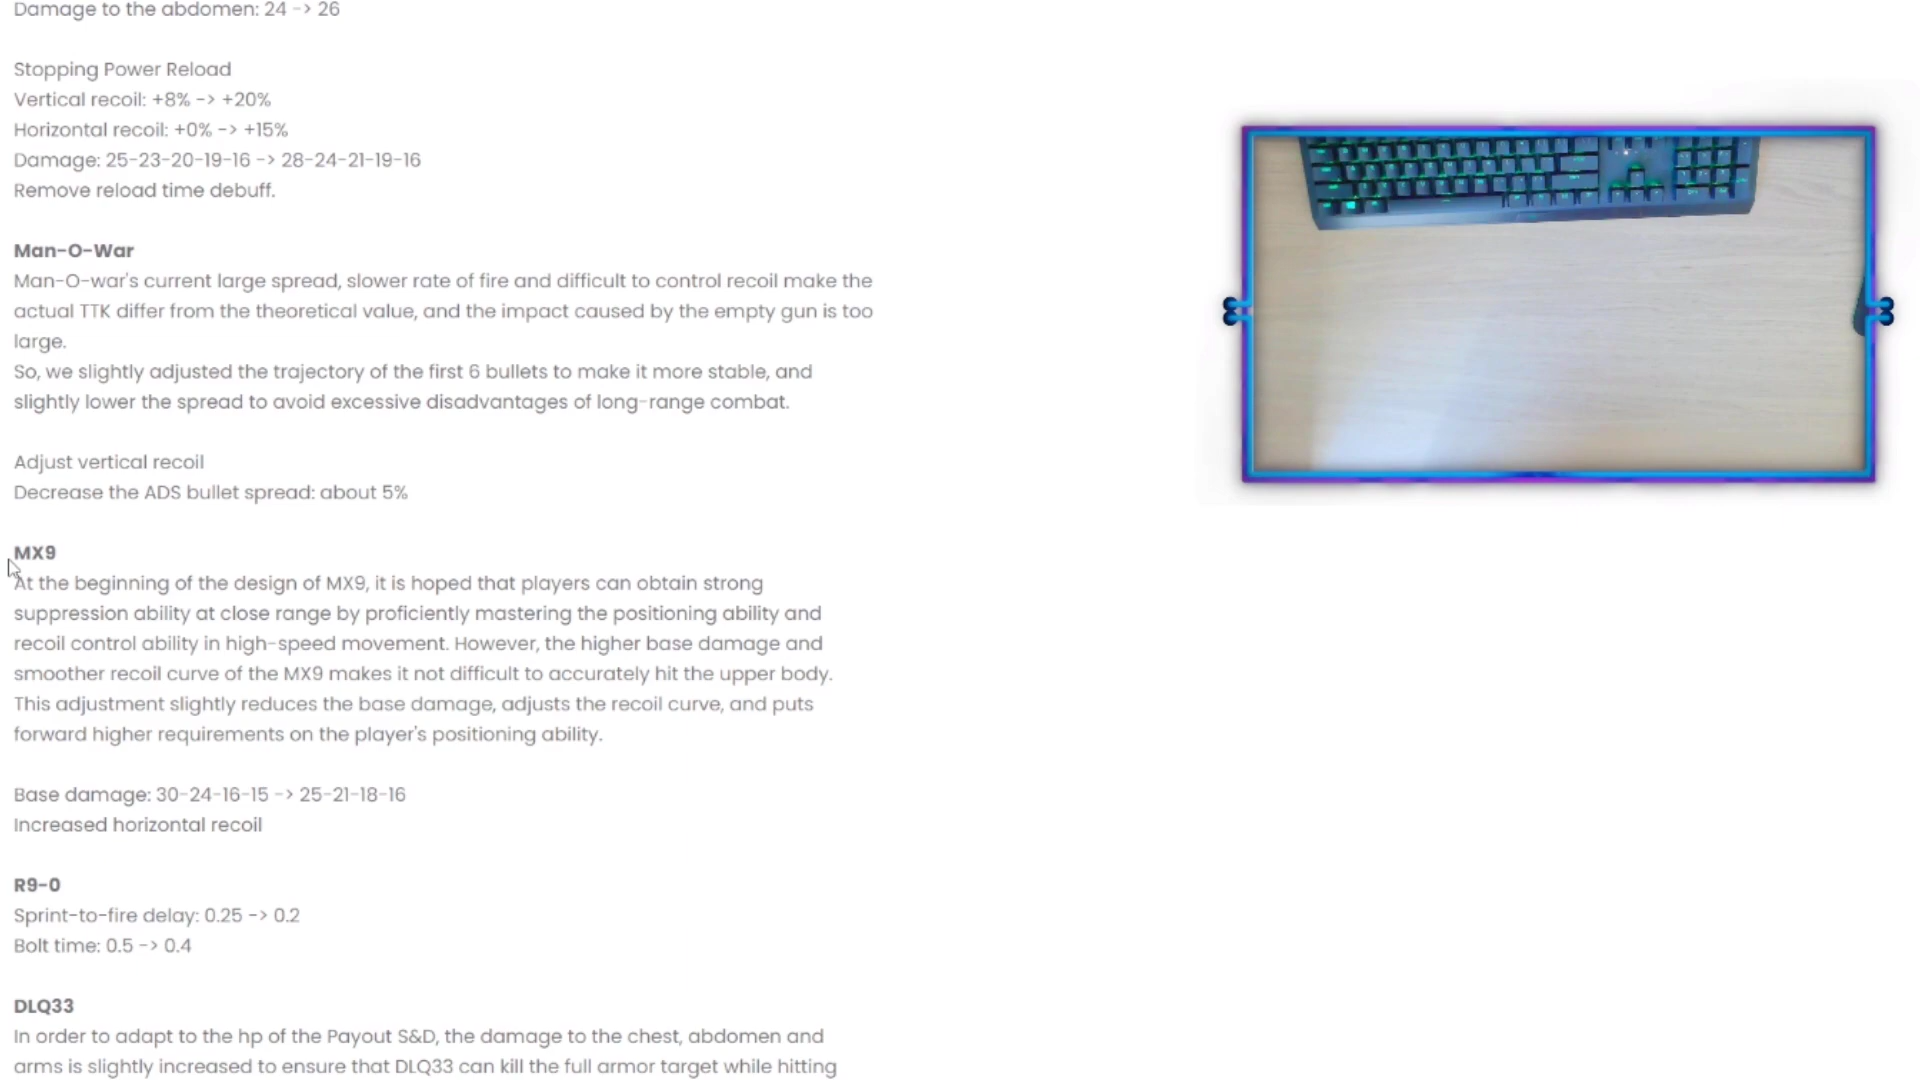 Damage to the abdomen: 24 -> 26
Stopping Power Reload
Vertical recoil: +8% -> +20%
Horizontal recoil: +0% -> +15%
Damage: 25-23-20-19-16 -> 28-24-21-19-16
Remove reload time debuff.
Man-O-War
Man-O-war's current large spread, slower rate of fire and difficult to control recoil make the
actual TTK differ from the theoretical value, and the impact caused by the empty gun is too
large.
So, we slightly adjusted the trajectory of the first 6 bullets to make it more stable, and
slightly lower the spread to avoid excessive disadvantages of long-range combat.
Adjust vertical recoil
Decrease the ADS bullet spread: about 5%
MX9
At the beginning of the design of MX9, it is hoped that players can obtain strong
suppression ability at close range by proficiently mastering the positioning ability and
recoil control ability in high-speed movement. However, the higher base damage and
smoother recoil curve of the MX9 makes it not difficult to accurately hit the upper body.
This adjustment slightly reduces the base damage, adjusts the recoil curve, and puts
forward higher requirements on the player's positioning ability.
Base damage: 30-24-16-15 -> 25-21-18-16
Increased horizontal recoil
R9-0
Sprint-to-fire delay: 0.25 -> 0.2
Bolt time: 0.5 -> 0.4
DLQ33
In order to adapt to the hp of the Payout S&D, the damage to the chest, abdomen and
arms is slightly increased to ensure that DLQ33 can kill the full armor target while hitting